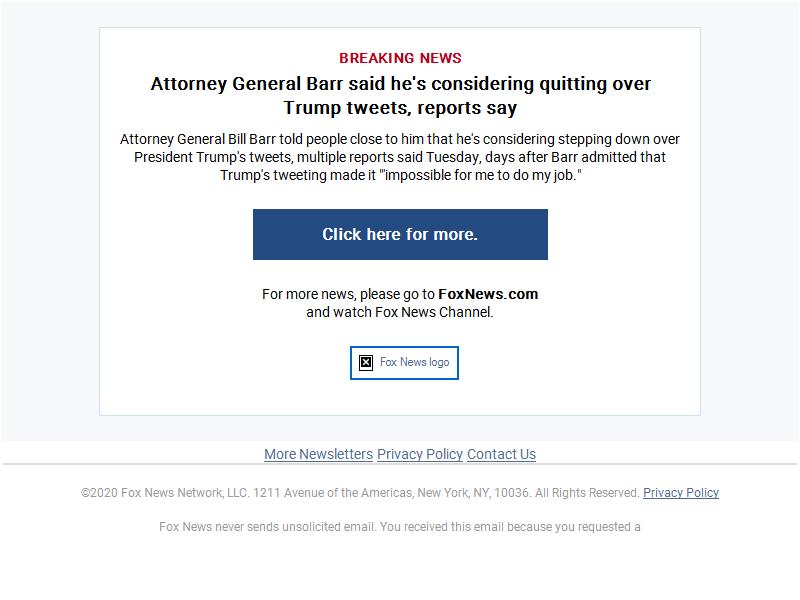 BREAKING NEWS
Attorney General Barr said he's considering quitting over
Trump tweets, reports say
Attorney General Bill Barr told people close to him that he's considering stepping down over
President Trump's tweets, multiple reports said Tuesday, days after Barr admitted that
Trump's tweeting made it "'impossible for me to do my job."
Click here for more.
For more news, please go to FoxNews.com
and watch Fox News Channel.
Fox News logo
More Newsletters Privacy Policy Contact Us
©2020 Fox News Network, LLC. 1211 Avenue of the Americas, New York, NY, 10036. All Rights Reserved. Privacy Policy
Fox News never sends unsolicited email. You received this email because you requested a